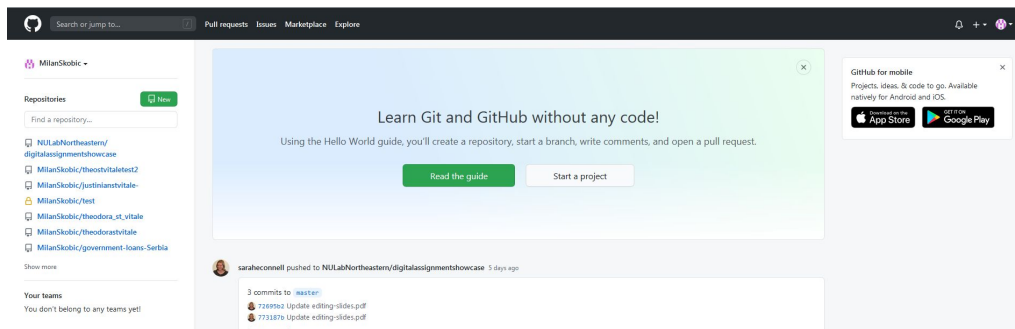 Search or jump to... /
Pull requests Issues Marketplace Explore
MilanSkobic
Repositories
New
Find a repository...
NULabNortheastern/
digitalassignmentshowcase
MilanSkobic/theostvitaletest2
MilanSkobic/justinianstvitale-
MilanSkobic/test
MilanSkobic/theodora_st_vitale
MilanSkobic/theodorastvitale
MilanSkobic/government-loans-Serbia
Show more
Your teams
You don't belong to any teams yet!
Learn Git and GitHub without any code!
Using the Hello World guide, you'll create a repository, start a branch, write comments, and open a pull request.
Read the guide
Start a project
saraheconnell pushed to NULabNortheastern/digitalassignmentshowcase 5 days ago
3 commits to master
72695b2 Update editing-slides.pdf
773187b Update editing-slides.pdf
GitHub for mobile
Projects, ideas, & code to go. Available
natively for Android and iOS.
Download on the
App Store
GET IT ON
Google Play